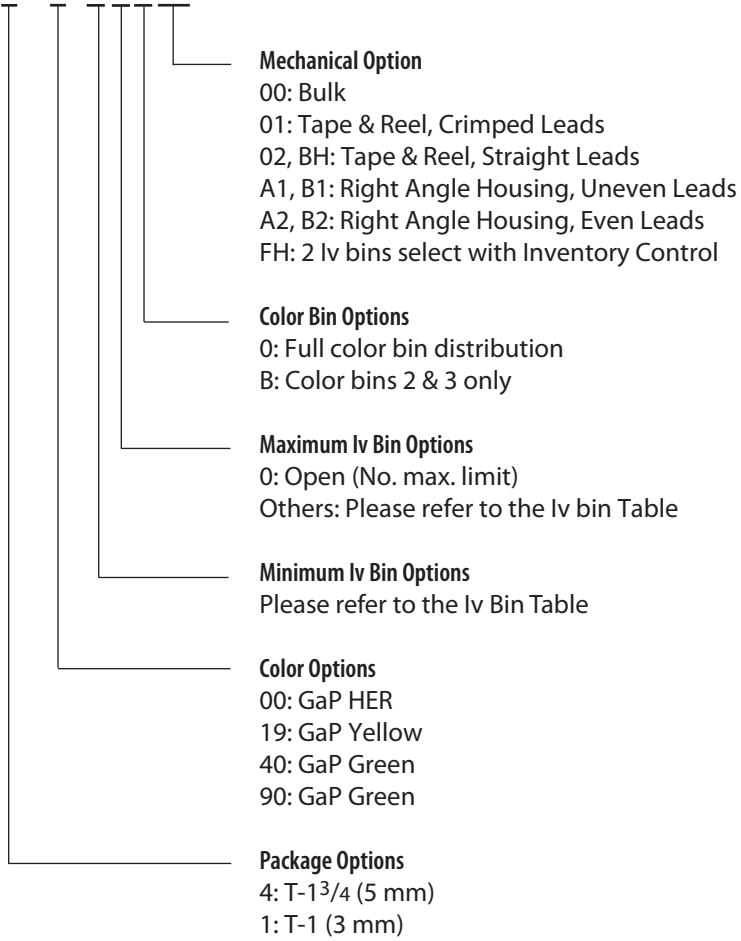 Mechanical Option
00: Bulk
01: Tape & Reel, Crimped Leads
02, BH: Tape & Reel, Straight Leads
A1, B1: Right Angle Housing, Uneven Leads
A2, B2: Right Angle Housing, Even Leads
FH: 2 Iv bins select with Inventory Control
Color Bin Options
0: Full color bin distribution
B: Color bins 2 & 3 only
Maximum Iv Bin Options
0: Open (No. max. limit)
Others: Please refer to the Iv bin Table
Minimum Iv Bin Options
Please refer to the Iv Bin Table
Color Options
00: GaP HER
19: GaP Yellow
40: GaP Green
90: GaP Green
Package Options
4: T-13/4 (5 mm)
1: T-1 (3 mm)